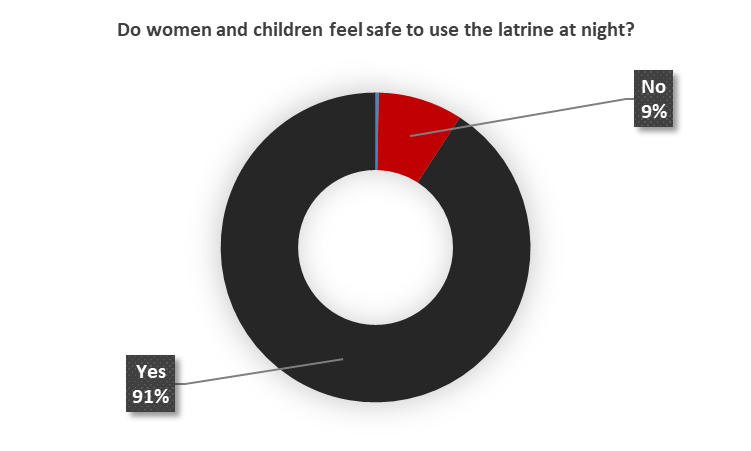 Do women and children feel safe to use the latrine at night?
No
9%
Yes
91%